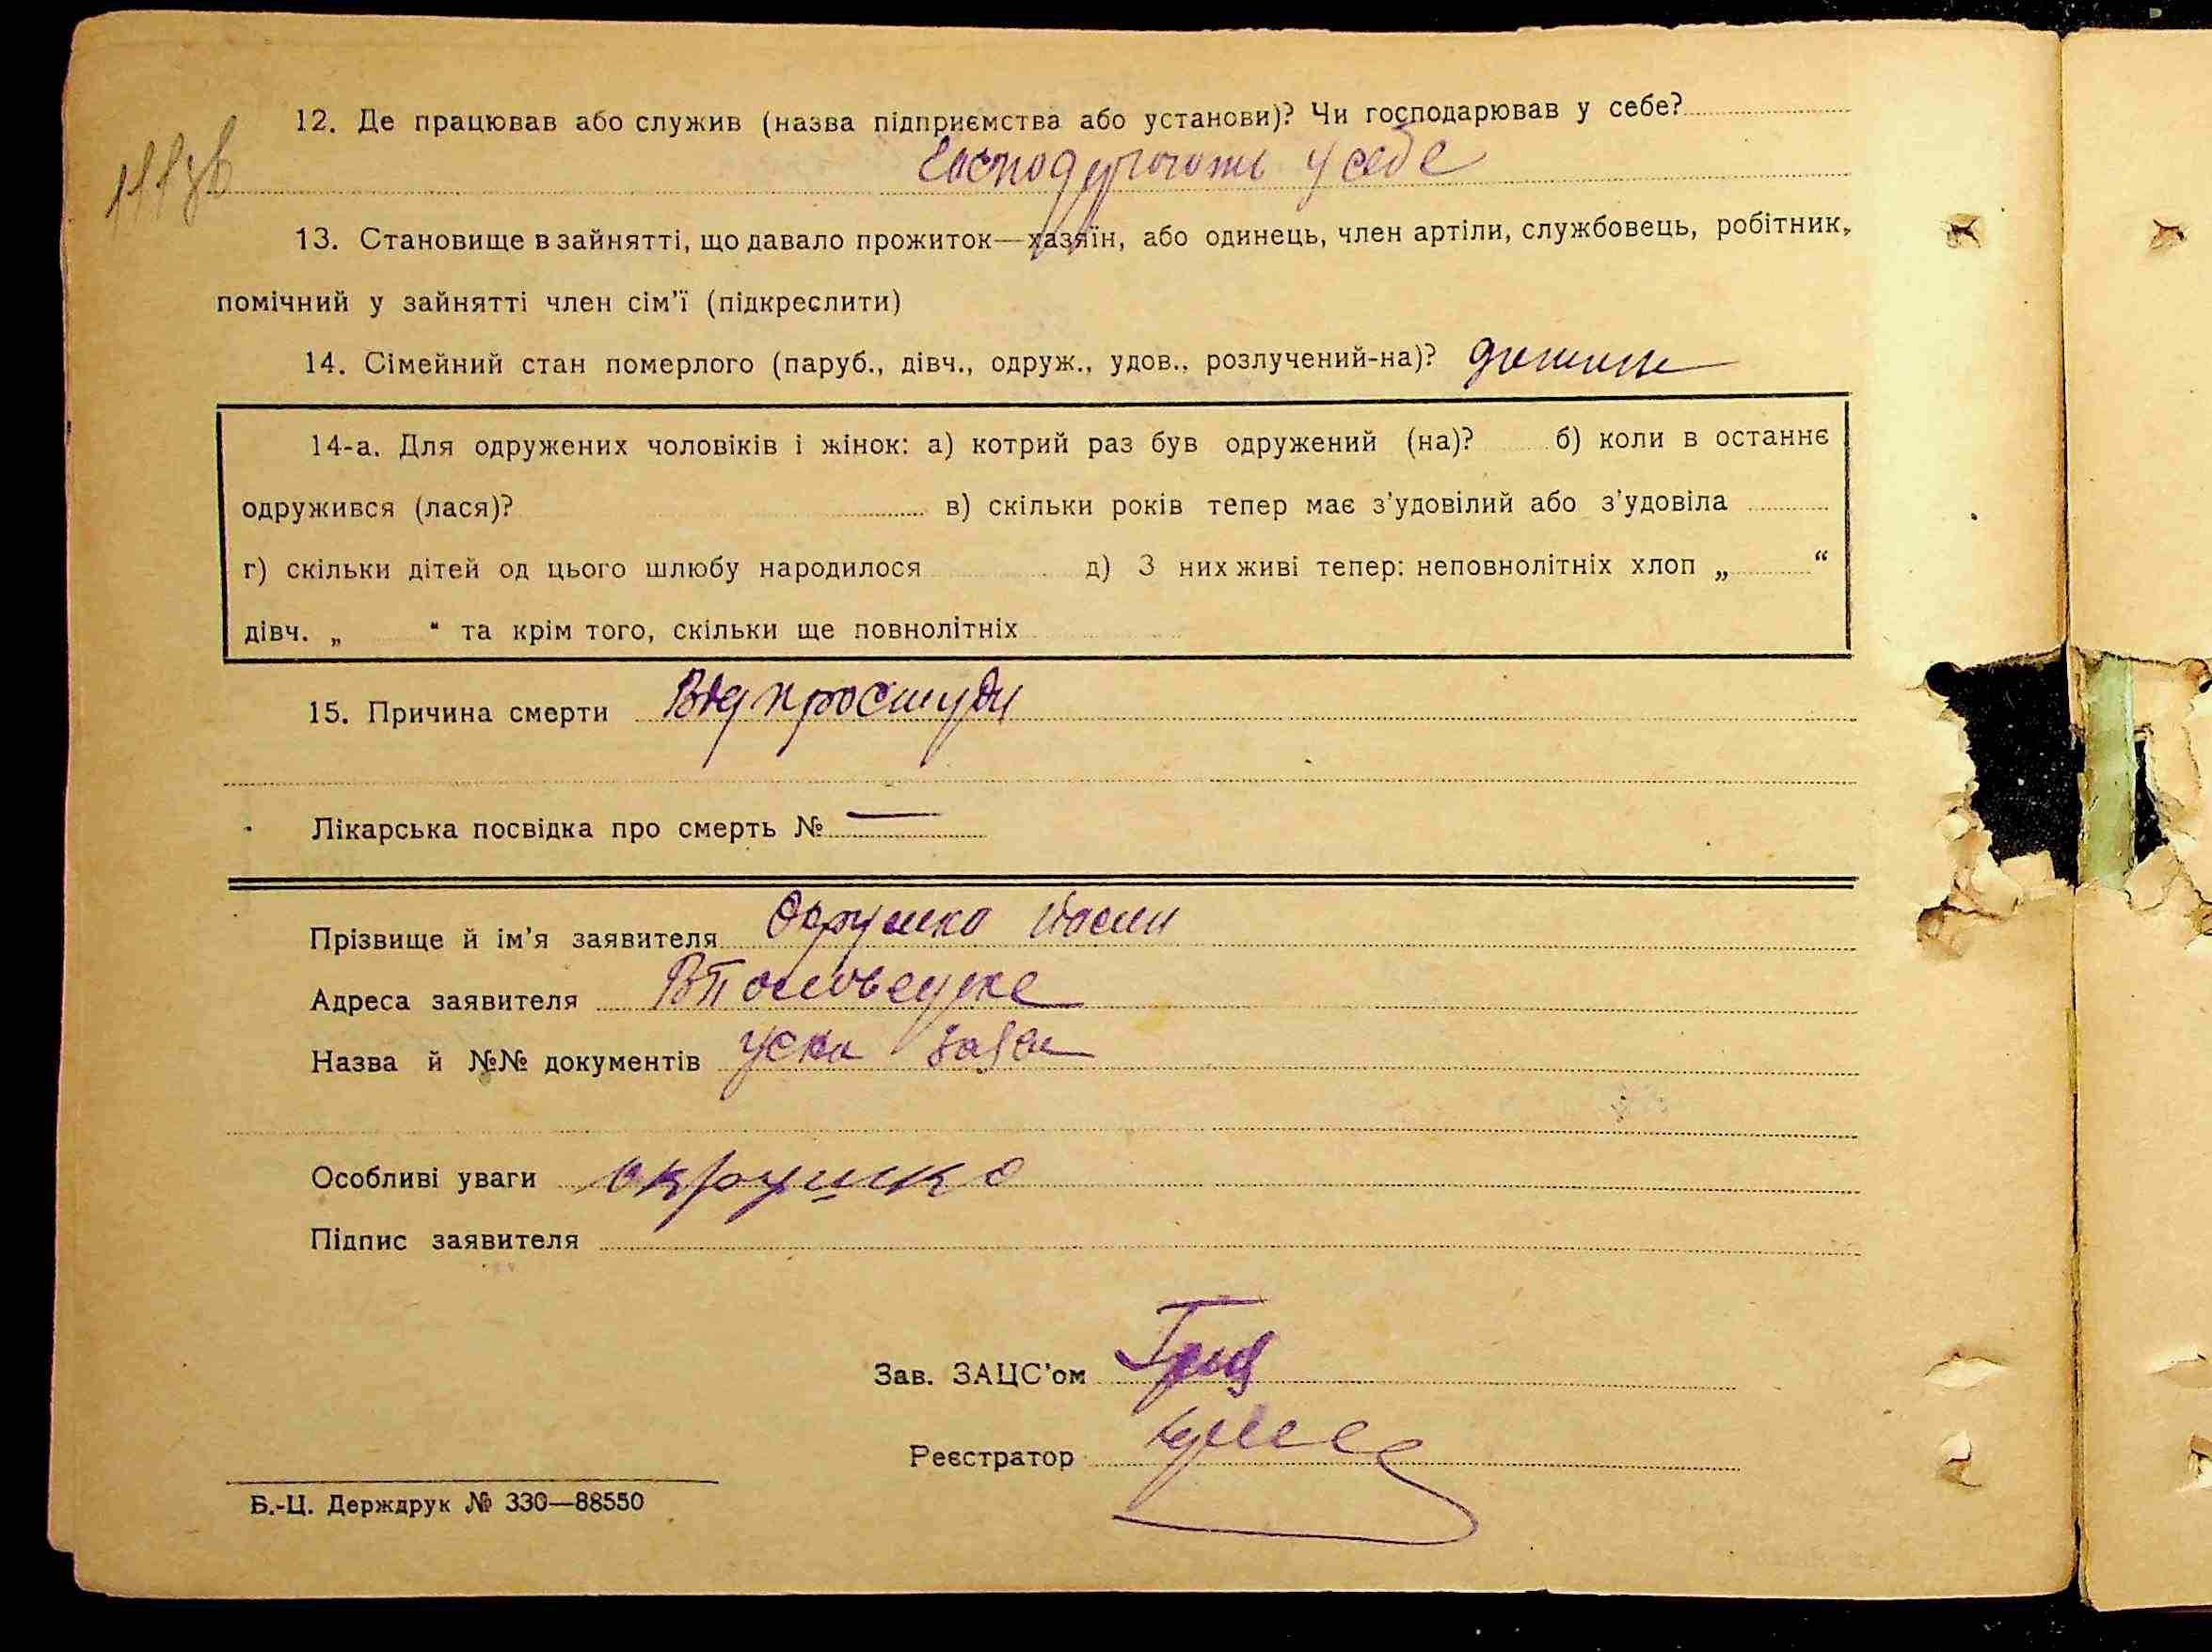 12. Де працював або служив (назва підприємства або установи)? Чи господарював у себе?
у себе
13. Становище в зайнятті, що давало прожиток—хазяїн, або одинець, член артіли, службовець, робітник,
помічний у зайнятті член сім'ї (підкреслити)
14. Сімейний стан померлого (паруб., дівч., одруж., удов., розлучений-на)?
14-а. Для одружених чоловіків і жінок: а) котрий раз був одружений (на)? б) коли в останнє
одружився (лася)? в) скільки років тепер має з'удовілий або з'удовіла
г) скільки дітей од цього шлюбу народилося д) З них живі тепер: неповнолітніх хлоп „ “
дівч. „ “ та крім того, скільки ще повнолітніх
15. Причина смерти Від простуди
Лікарська посвідка про смерть № —
Прізвище й ім'я заявителя
Адреса заявителя
Назва й №№ документів
Особливі уваги
Підпис заявителя
Зав. ЗАЦС'ом
Реєстратор
Б.-Ц. Держдрук № 330—88550